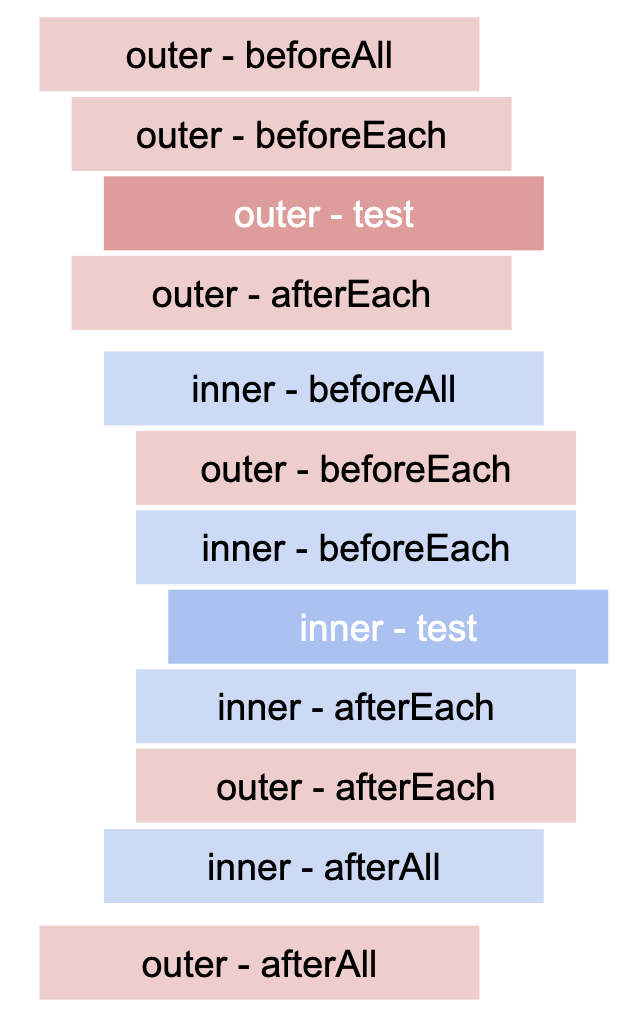 outer - beforeAll
outer - beforeEach
outer - test
outer - afterEach
inner - beforeAll
outer - beforeEach
inner - beforeEach
inner - test
inner - afterEach
outer - afterEach
inner - afterAll
outer - afterAll